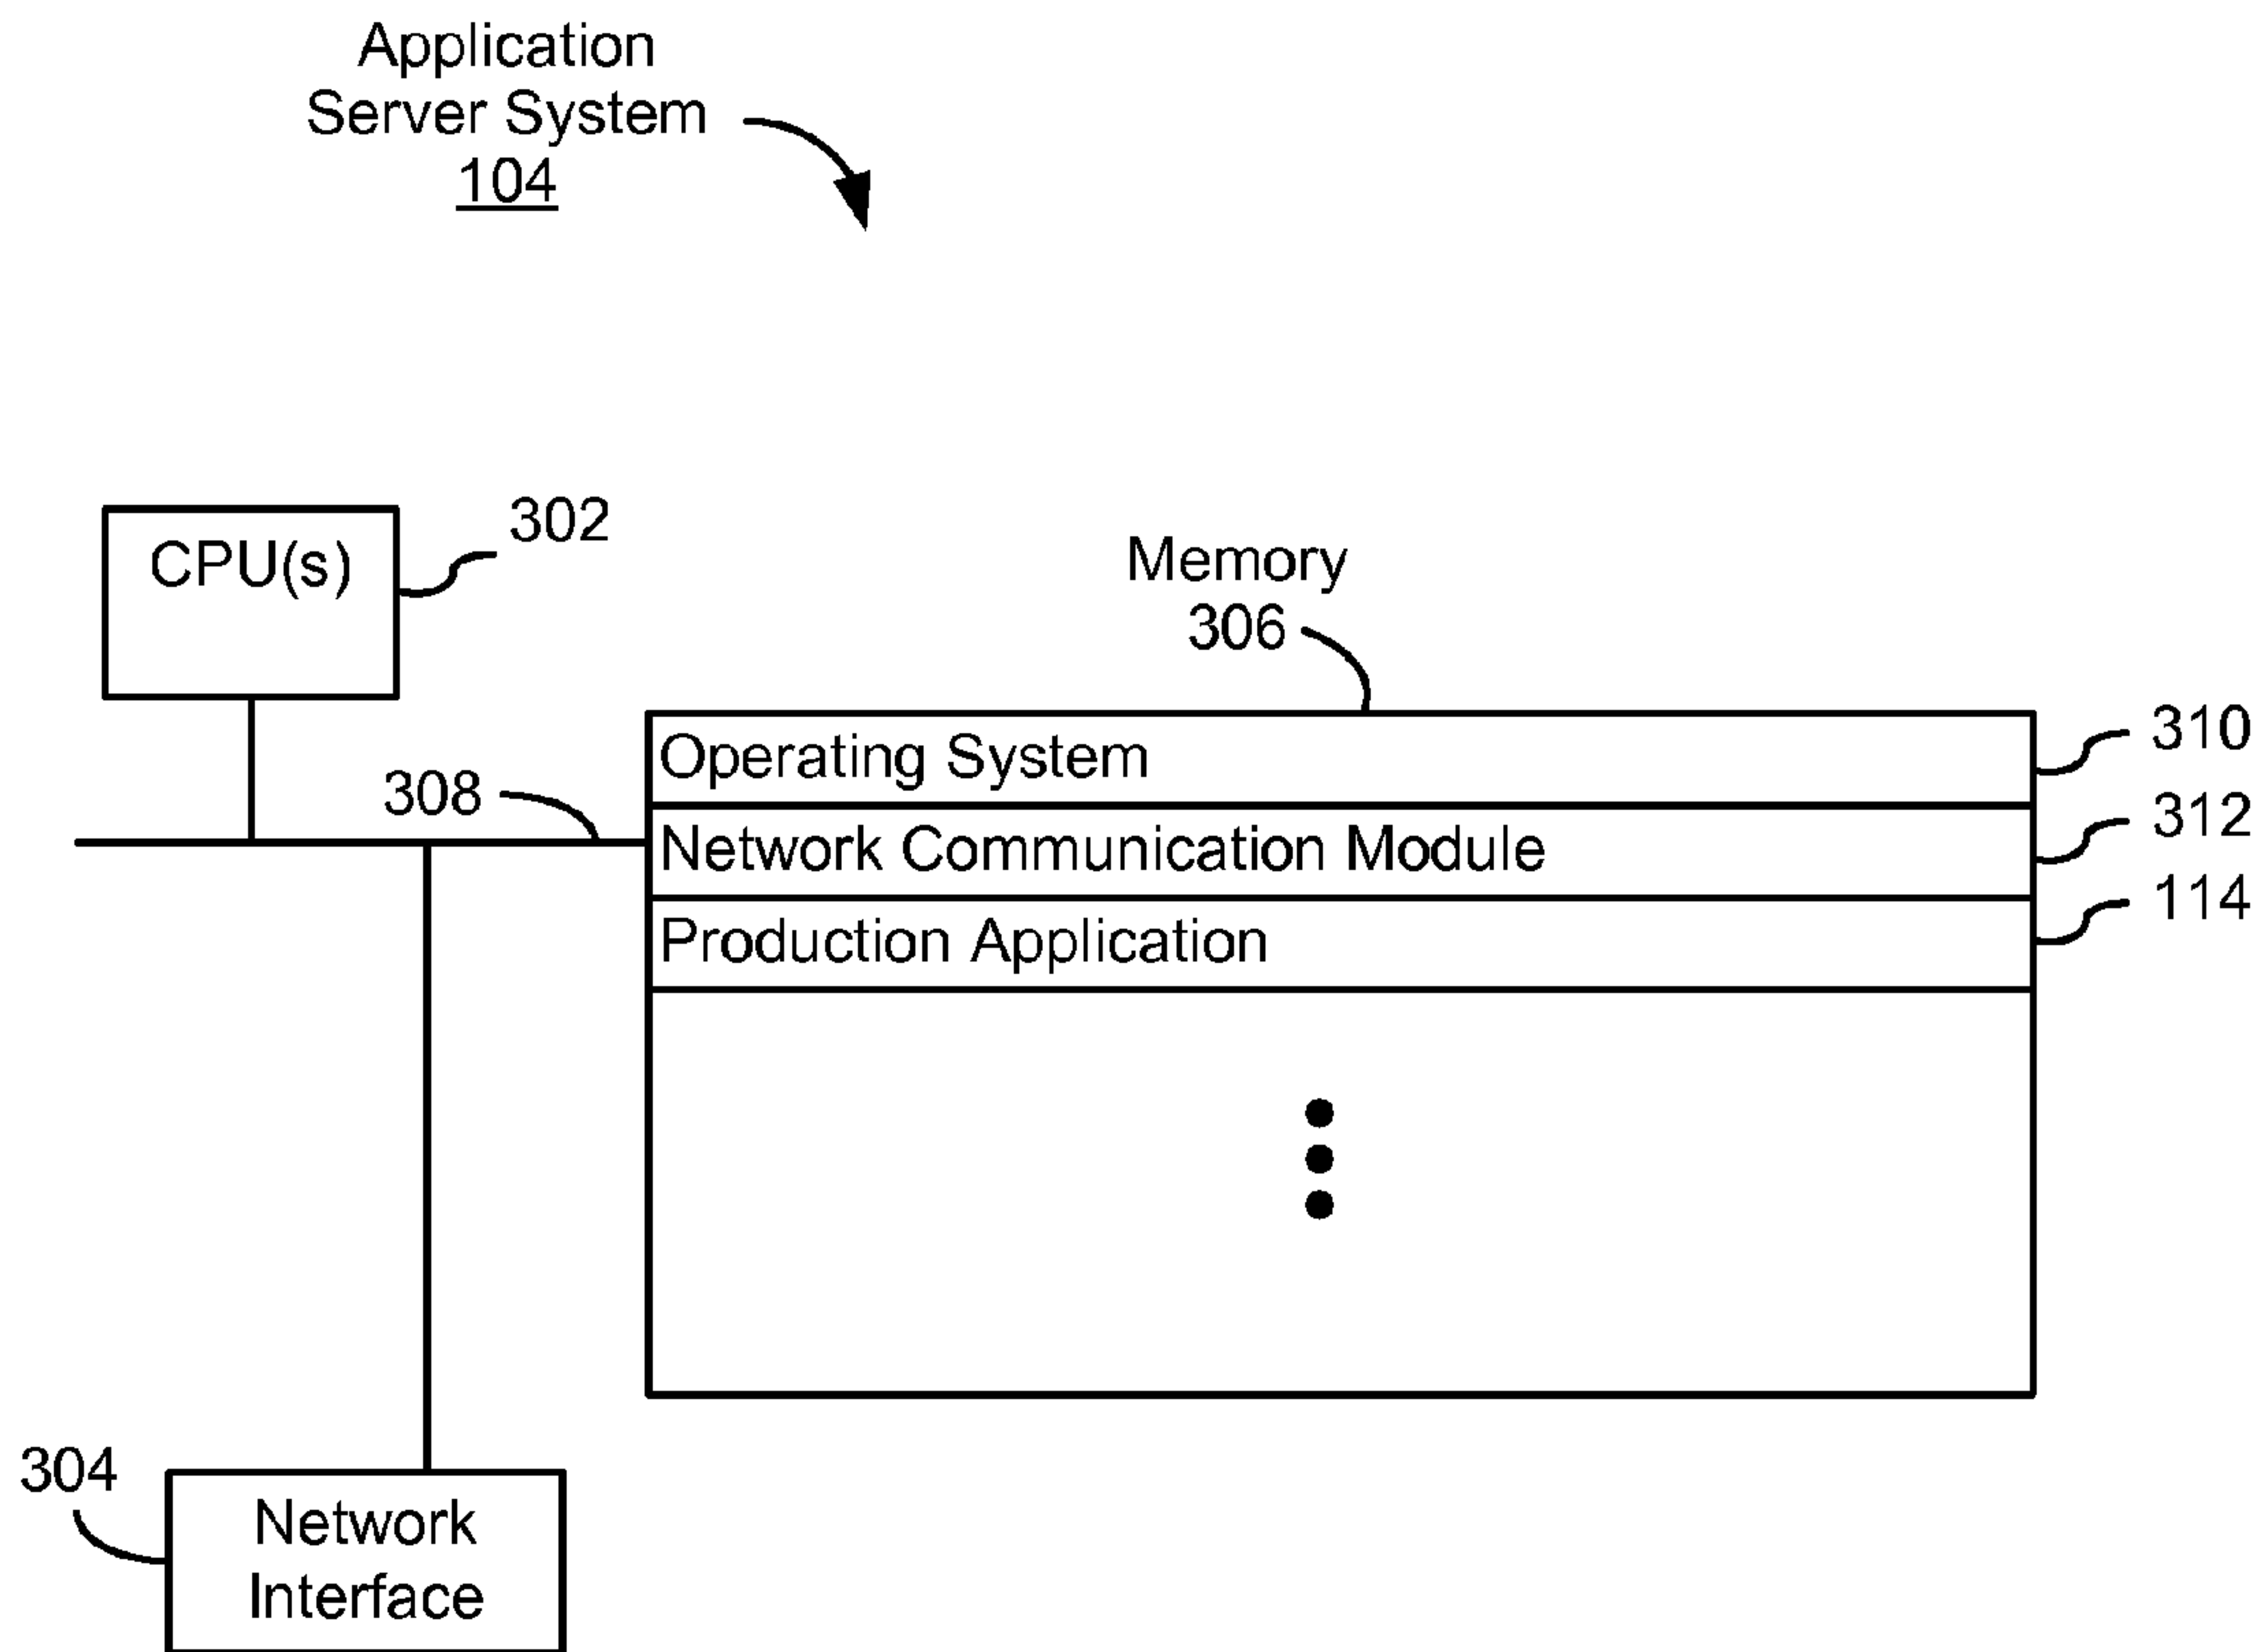 Application
Server System
104
302
CPU(s)
Memory
306
310
Operating System
308
312
Network Communication Module
114
Production Application
304
Network
Interface